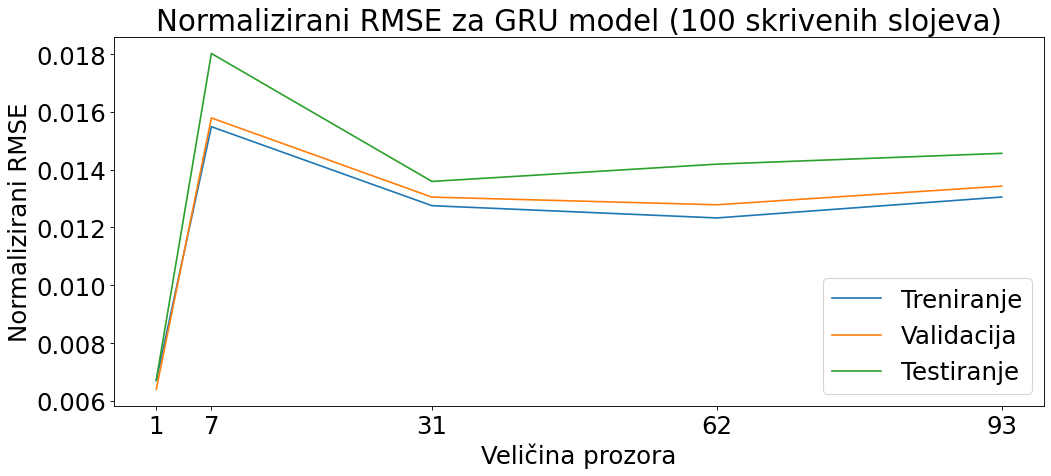 Normalizirani RMSE za GRU model (100 skrivenih slojeva)
Normalizirani RMSE
0.018
0.016
0.014
0.012
0.010
0.008
0.006
Treniranje
Validacija
Testiranje
1 7 31 62 93
Veličina prozora